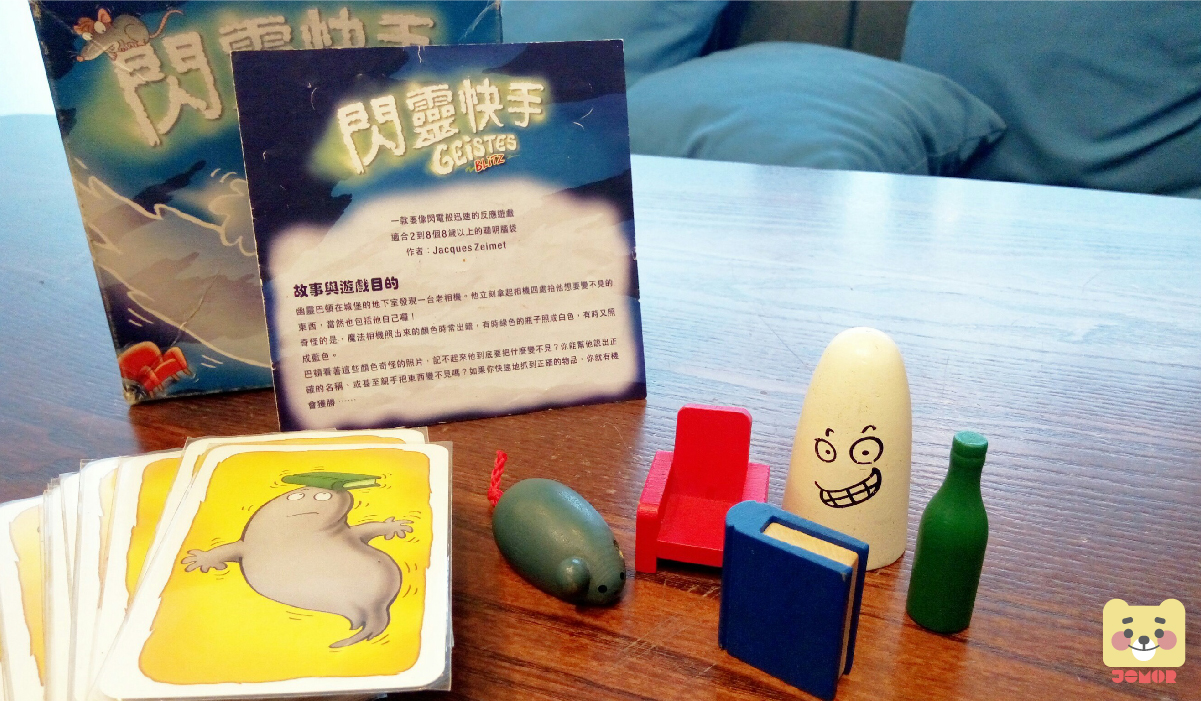 閃靈快手
閃靈快手
GEISTES
BLITZ
一款要像閃電般迅速的反應遊戲
適合2到8個8歲以上的聰明腦袋
作者：Jacques Zeimet
故事與遊戲目的
幽靈巴頓在城堡的地下室發現一台老相機。他立刻拿起相機四處拍他想要變不見的
東西，當然也包括他自己囉！
奇怪的是，魔法相機照出來的顏色時常出錯，有時綠色的瓶子照成白色，有時又照
成藍色。
巴頓看著這些顏色奇怪的照片，記不起來他到底要把什麼變不見？你能幫他說出正
確的名稱、或甚至親手把東西變不見嗎？如果你快速地抓到正確的物品，你就有機
會獲勝……
JOMOR